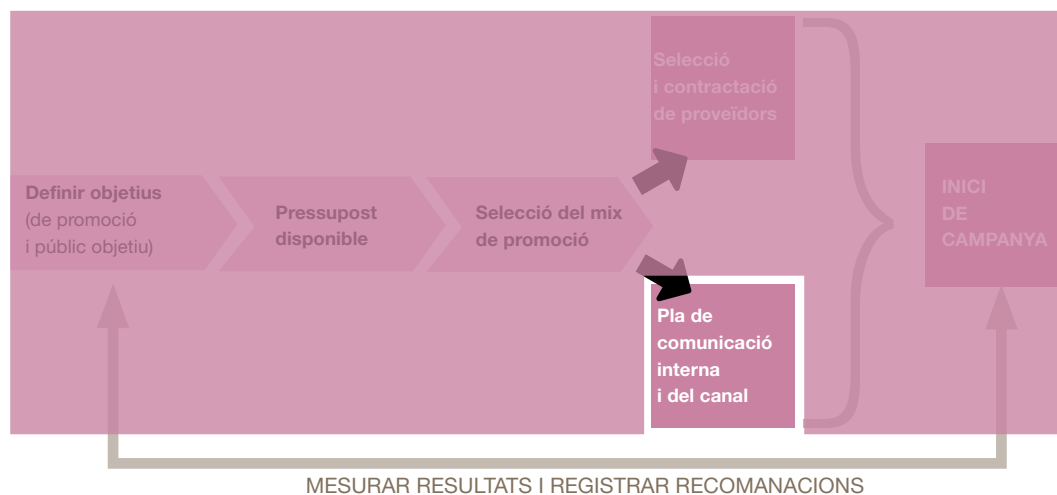 Selecció
i contractació
de proveïdors
Definir objetius
(de promoció
i públic objetiu)
Pressupost
disponible
Selecció del mix
de promoció
INICI
DE
CAMPANYA
Pla de
comunicació
interna
i del canal
MESURAR RESULTATS I REGISTRAR RECOMANACIONS